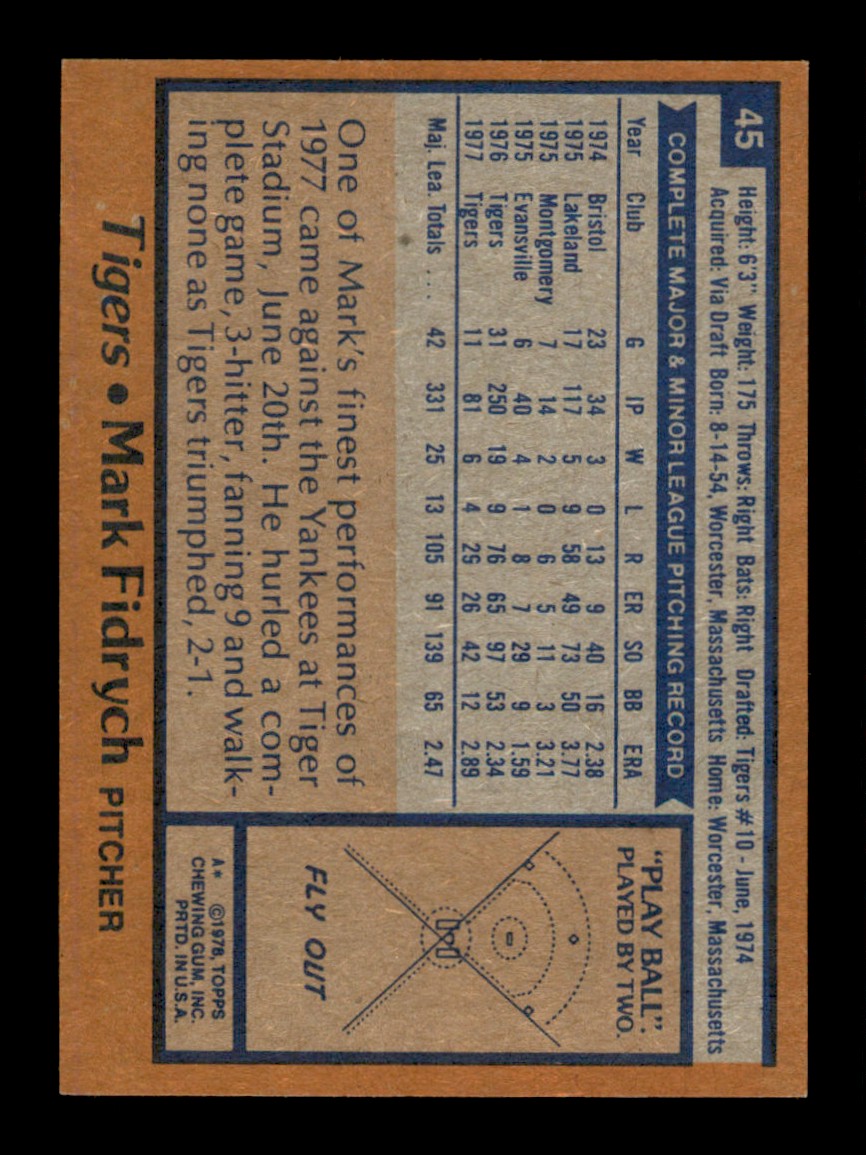 45
Height: 6'3" Weight: 175 Throws: Right Bats: Right Drafted: Tigers #10 - June, 1974
Acquired: Via Draft Born: 8-14-54, Worcester, Massachusetts Home: Worcester, Massachusetts
COMPLETE MAJOR & MINOR LEAGUE PITCHING RECORD
Year Club G IP W L R ER SO BB ERA
1974 Bristol 23 34 3 0 13 9 40 16 2.38
1975 Lakeland 17 117 5 9 58 49 73 50 3.77
1975 Montgomery 7 14 2 0 6 5 11 3 3.21
1975 Evansville 6 40 4 1 8 7 29 9 1.59
1976 Tigers 31 250 19 9 76 65 97 53 2.34
1977 Tigers 11 81 6 4 29 26 42 12 2.89
Maj. Lea. Totals .... 42 331 25 13 105 91 139 65 2.47
One of Mark's finest performances of
1977 came against the Yankees at Tiger
Stadium, June 20th. He hurled a com-
plete game, 3-hitter, fanning 9 and walk-
ing none as Tigers triumphed, 2-1.
"PLAY BALL":
PLAYED BY TWO.
FLY OUT
A* ©1978, TOPPS
CHEWING GUM, INC.
PRTD. IN U.S.A.
Tigers • Mark Fidrych PITCHER